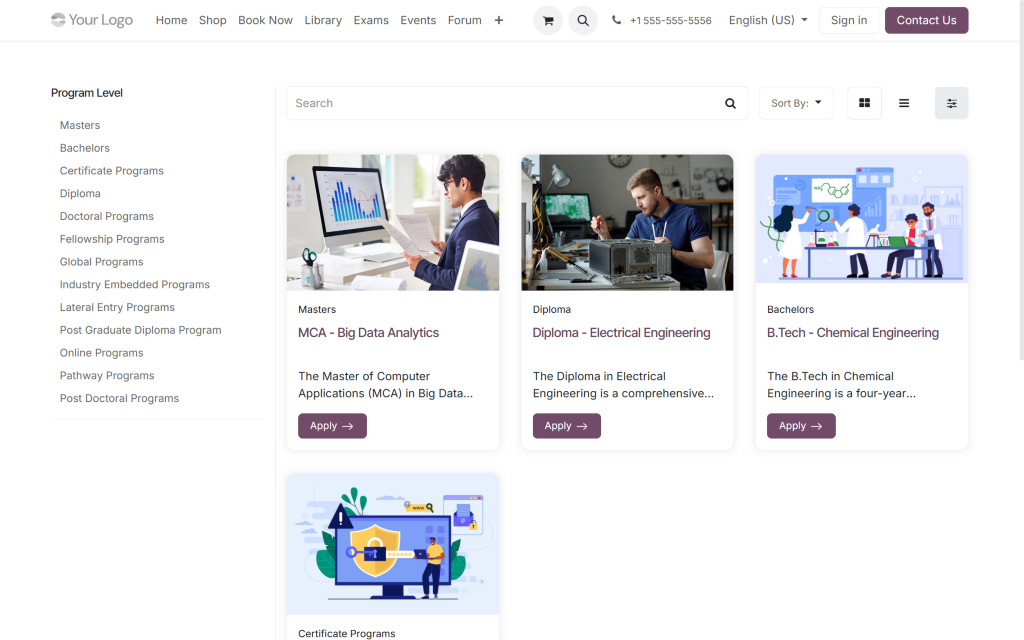 Your Logo
Home
Shop
Book Now
Library
Exams
Events
Forum
+1 555-555-5556
English (US)
Sign in
Contact Us
Program Level
Masters
Bachelors
Certificate Programs
Diploma
Doctoral Programs
Fellowship Programs
Global Programs
Industry Embedded Programs
Lateral Entry Programs
Post Graduate Diploma Program
Online Programs
Pathway Programs
Post Doctoral Programs
Search
Sort By:
Masters
MCA - Big Data Analytics
The Master of Computer
Applications (MCA) in Big Data...
Apply
Diploma
Diploma - Electrical Engineering
The Diploma in Electrical
Engineering is a comprehensive...
Apply
Bachelors
B.Tech - Chemical Engineering
The B.Tech in Chemical
Engineering is a four-year...
Apply
www
Certificate Programs